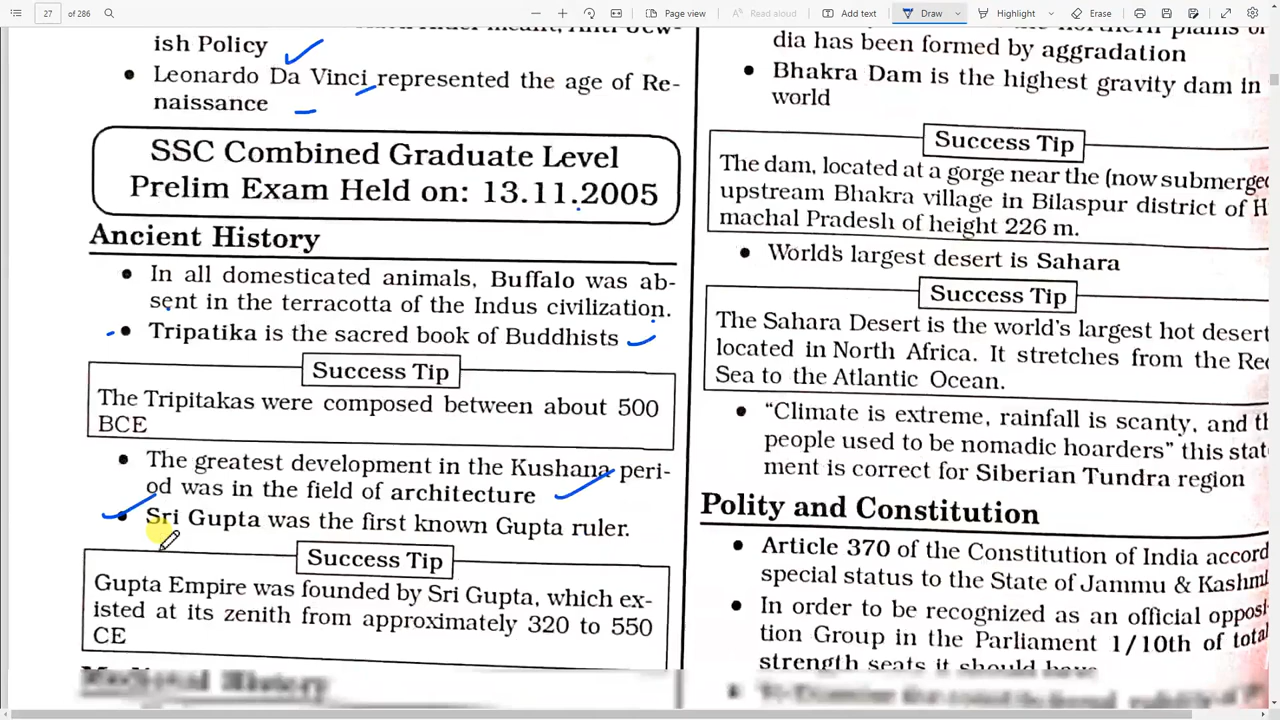 27 of 286
Page view
Read aloud
Add text
Draw
Highlight
Erase
ish Policy
Leonardo Da Vinci represented the age of Re-
naissance
SSC Combined Graduate Level
Prelim Exam Held on: 13.11.2005
Ancient History
In all domesticated animals, Buffalo was ab-
sent in the terracotta of the Indus civilization.
Tripatika is the sacred book of Buddhists
Success Tip
The Tripitakas were composed between about 500
BCE
The greatest development in the Kushana peri-
od was in the field of architecture
Sri Gupta was the first known Gupta ruler.
Success Tip
Gupta Empire was founded by Sri Gupta, which ex-
isted at its zenith from approximately 320 to 550
CE
Medieval History
dia has been formed by aggradation
Bhakra Dam is the highest gravity dam in
world
Success Tip
The dam, located at a gorge near the (now submerged
upstream Bhakra village in Bilaspur district of H
machal Pradesh of height 226 m.
World's largest desert is Sahara
Success Tip
The Sahara Desert is the world's largest hot desert
located in North Africa. It stretches from the Red
Sea to the Atlantic Ocean.
"Climate is extreme, rainfall is scanty, and th
people used to be nomadic hoarders" this stat
ment is correct for Siberian Tundra region
Polity and Constitution
Article 370 of the Constitution of India accord
special status to the State of Jammu & Kashmi
In order to be recognized as an official opposi-
tion Group in the Parliament 1/10th of total
strength seats it should have